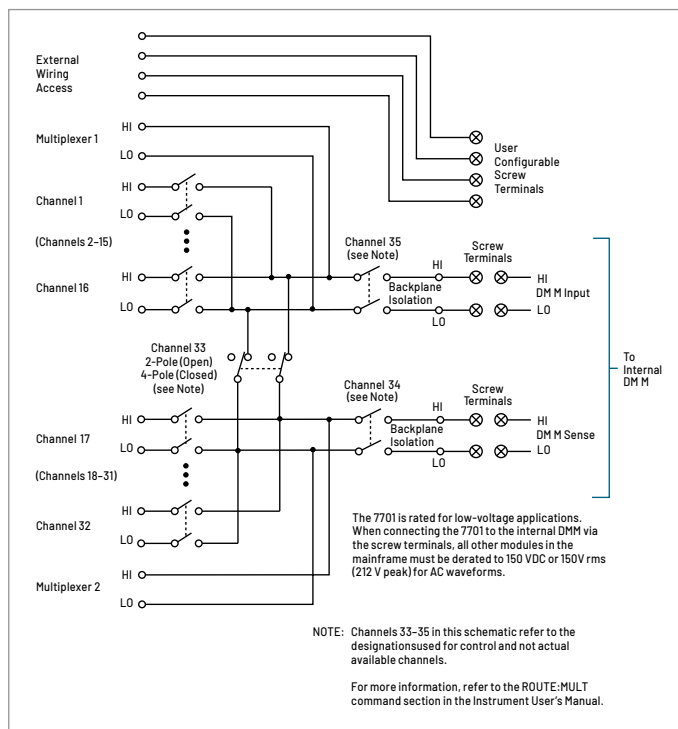 External
Wiring
Access
Multiplexer 1
HI
LO
User
Configurable
Screw
Terminals
Channel 1
HI
LO
(Channels 2–15)
Channel 16
HI
LO
Channel 35
(see Note)
Backplane
Isolation
HI
LO
Screw
Terminals
HI
DM M Input
LO
To
Internal
DM M
Channel 33
2-Pole (Open)
4-Pole (Closed)
(see Note)
Channel 34
(see Note)
Backplane
Isolation
HI
LO
Screw
Terminals
HI
DM M Sense
LO
Channel 17
HI
LO
(Channels 18–31)
Channel 32
HI
LO
Multiplexer 2
HI
LO
The 7701 is rated for low-voltage applications.
When connecting the 7701 to the internal DMM via
the screw terminals, all other modules in the
mainframe must be derated to 150 VDC or 150V rms
(212 V peak) for AC waveforms.
NOTE: Channels 33–35 in this schematic refer to the
designationsused for control and not actual
available channels.
For more information, refer to the ROUTE:MULT
command section in the Instrument User's Manual.